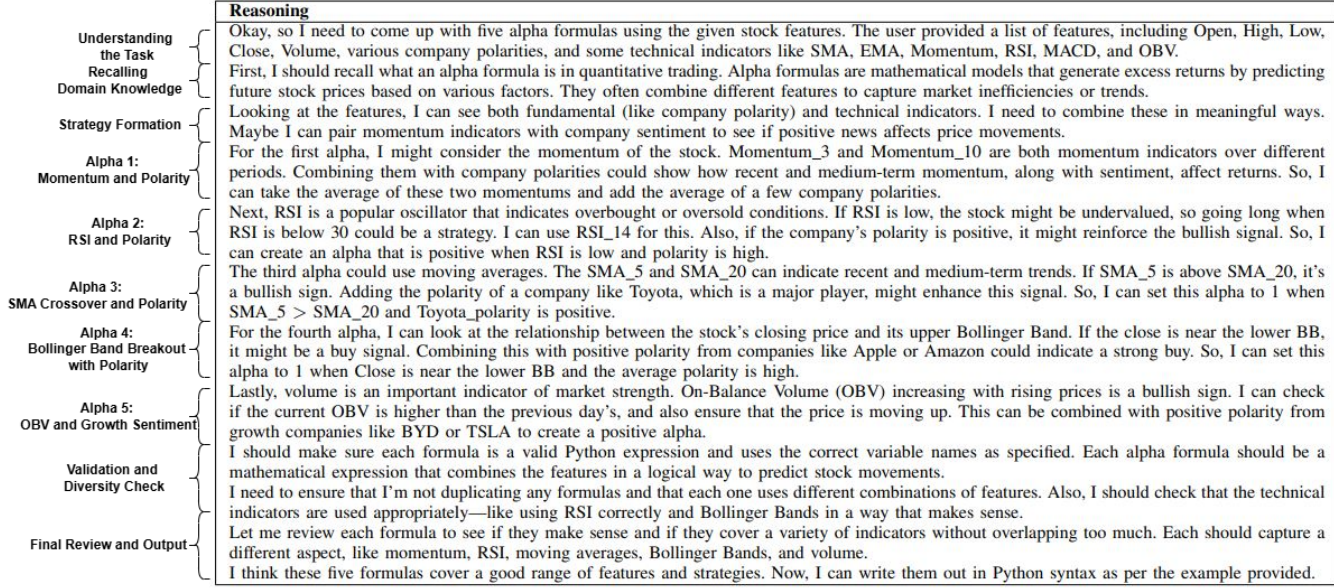 Reasoning
Understanding
the Task
Okay, so I need to come up with five alpha formulas using the given stock features. The user provided a list of features, including Open, High, Low,
Close, Volume, various company polarities, and some technical indicators like SMA, EMA, Momentum, RSI, MACD, and OBV.
Recalling
Domain Knowledge
First, I should recall what an alpha formula is in quantitative trading. Alpha formulas are mathematical models that generate excess returns by predicting
future stock prices based on various factors. They often combine different features to capture market inefficiencies or trends.
Strategy Formation
Looking at the features, I can see both fundamental (like company polarity) and technical indicators. I need to combine these in meaningful ways.
Maybe I can pair momentum indicators with company sentiment to see if positive news affects price movements.
Alpha 1:
Momentum and Polarity
For the first alpha, I might consider the momentum of the stock. Momentum_3 and Momentum_10 are both momentum indicators over different
periods. Combining them with company polarities could show how recent and medium-term momentum, along with sentiment, affect returns. So, I
can take the average of these two momentums and add the average of a few company polarities.
Alpha 2:
RSI and Polarity
Next, RSI is a popular oscillator that indicates overbought or oversold conditions. If RSI is low, the stock might be undervalued, so going long when
RSI is below 30 could be a strategy. I can use RSI_14 for this. Also, if the company's polarity is positive, it might reinforce the bullish signal. So, I
can create an alpha that is positive when RSI is low and polarity is high.
Alpha 3:
SMA Crossover and Polarity
The third alpha could use moving averages. The SMA_5 and SMA_20 can indicate recent and medium-term trends. If SMA_5 is above SMA_20, it's
a bullish sign. Adding the polarity of a company like Toyota, which is a major player, might enhance this signal. So, I can set this alpha to 1 when
SMA_5 > SMA_20 and Toyota_polarity is positive.
Alpha 4:
Bollinger Band Breakout
with Polarity
For the fourth alpha, I can look at the relationship between the stock's closing price and its upper Bollinger Band. If the close is near the lower BB,
it might be a buy signal. Combining this with positive polarity from companies like Apple or Amazon could indicate a strong buy. So, I can set this
alpha to 1 when Close is near the lower BB and the average polarity is high.
Alpha 5:
OBV and Growth Sentiment
Lastly, volume is an important indicator of market strength. On-Balance Volume (OBV) increasing with rising prices is a bullish sign. I can check
if the current OBV is higher than the previous day's, and also ensure that the price is moving up. This can be combined with positive polarity from
growth companies like BYD or TSLA to create a positive alpha.
Validation and
Diversity Check
I should make sure each formula is a valid Python expression and uses the correct variable names as specified. Each alpha formula should be a
mathematical expression that combines the features in a logical way to predict stock movements.
I need to ensure that I'm not duplicating any formulas and that each one uses different combinations of features. Also, I should check that the technical
indicators are used appropriately—like using RSI correctly and Bollinger Bands in a way that makes sense.
Final Review and Output
Let me review each formula to see if they make sense and if they cover a variety of indicators without overlapping too much. Each should capture a
different aspect, like momentum, RSI, moving averages, Bollinger Bands, and volume.
I think these five formulas cover a good range of features and strategies. Now, I can write them out in Python syntax as per the example provided.